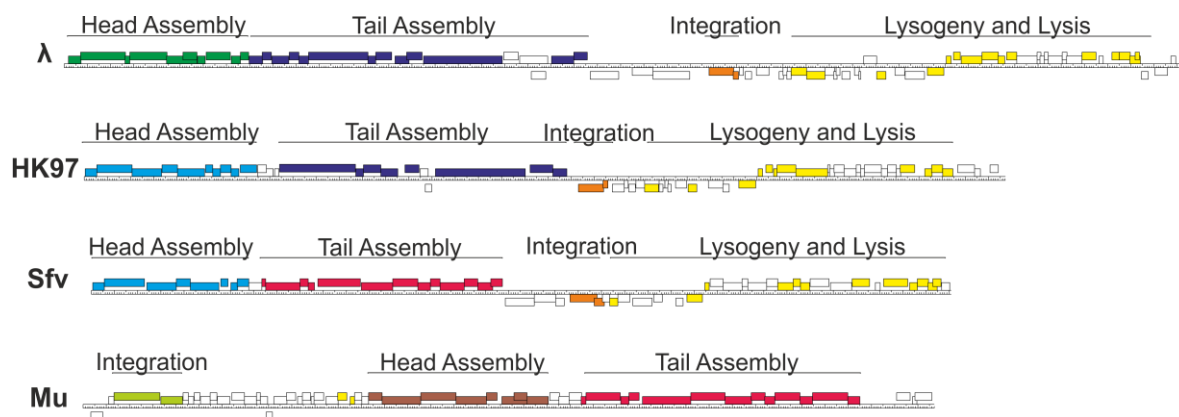 Head Assembly Tail Assembly Integration Lysogeny and Lysis
λ
Head Assembly Tail Assembly Integration Lysogeny and Lysis
HK97
Head Assembly Tail Assembly Integration Lysogeny and Lysis
Sfv
Integration Head Assembly Tail Assembly
Mu